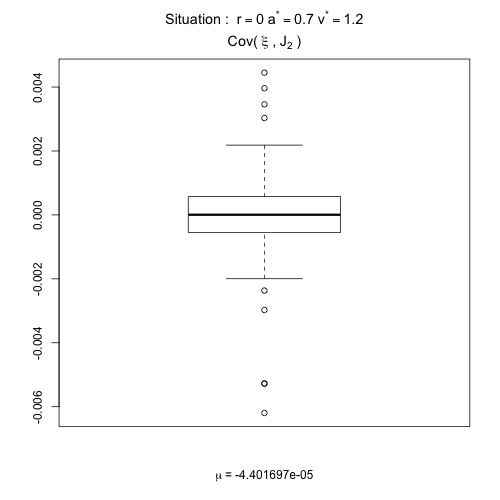 Situation : r = 0 a* = 0.7 v* = 1.2
Cov( ξ , J₂ )
0.004
0.002
0.000
-0.002
-0.004
-0.006
μ = -4.401697e-05